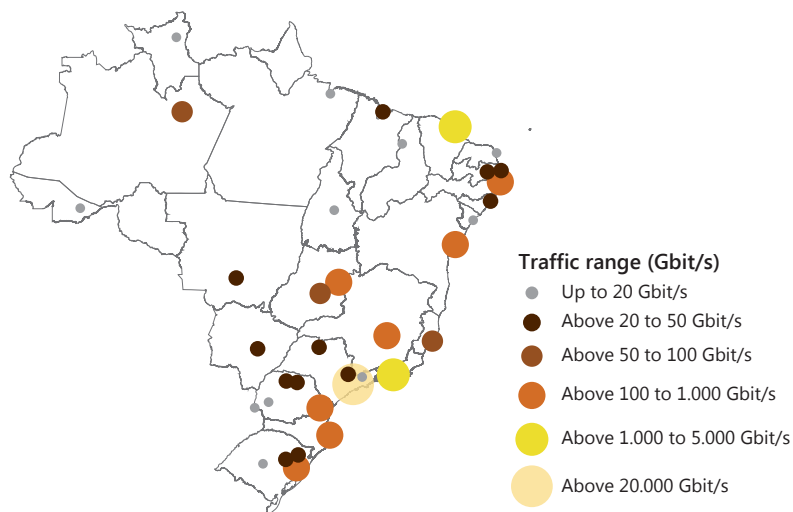 Traffic range (Gbit/s)
Up to 20 Gbit/s
Above 20 to 50 Gbit/s
Above 50 to 100 Gbit/s
Above 100 to 1.000 Gbit/s
Above 1.000 to 5.000 Gbit/s
Above 20.000 Gbit/s